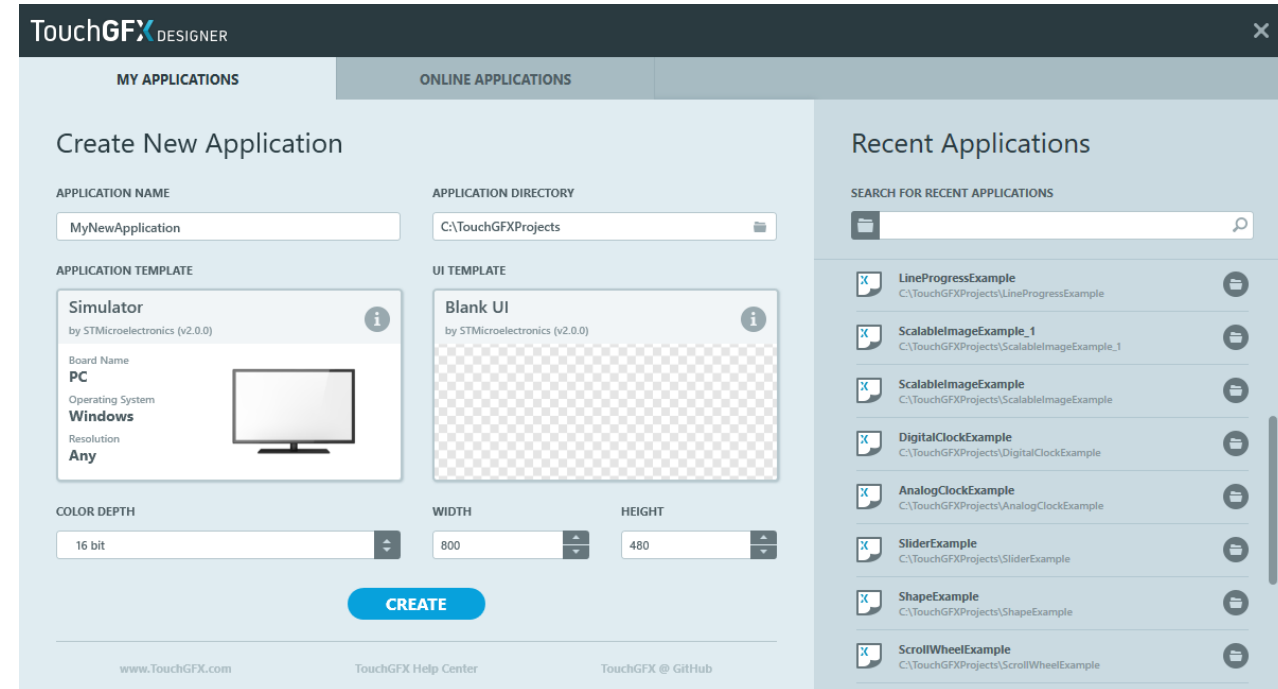 TouchGFX DESIGNER
MY APPLICATIONS
ONLINE APPLICATIONS
Create New Application
APPLICATION NAME
APPLICATION DIRECTORY
MyNewApplication
C:\TouchGFXProjects
APPLICATION TEMPLATE
UI TEMPLATE
Simulator
by STMicroelectronics (v2.0.0)
Board Name
PC
Operating System
Windows
Resolution
Any
Blank UI
by STMicroelectronics (v2.0.0)
COLOR DEPTH
WIDTH
HEIGHT
16 bit
800
480
CREATE
www.TouchGFX.com
TouchGFX Help Center
TouchGFX @ GitHub
Recent Applications
SEARCH FOR RECENT APPLICATIONS
LineProgressExample
C:\TouchGFXProjects\LineProgressExample
ScalableImageExample_1
C:\TouchGFXProjects\ScalableImageExample_1
ScalableImageExample
C:\TouchGFXProjects\ScalableImageExample
DigitalClockExample
C:\TouchGFXProjects\DigitalClockExample
AnalogClockExample
C:\TouchGFXProjects\AnalogClockExample
SliderExample
C:\TouchGFXProjects\SliderExample
ShapeExample
C:\TouchGFXProjects\ShapeExample
ScrollWheelExample
C:\TouchGFXProjects\ScrollWheelExample